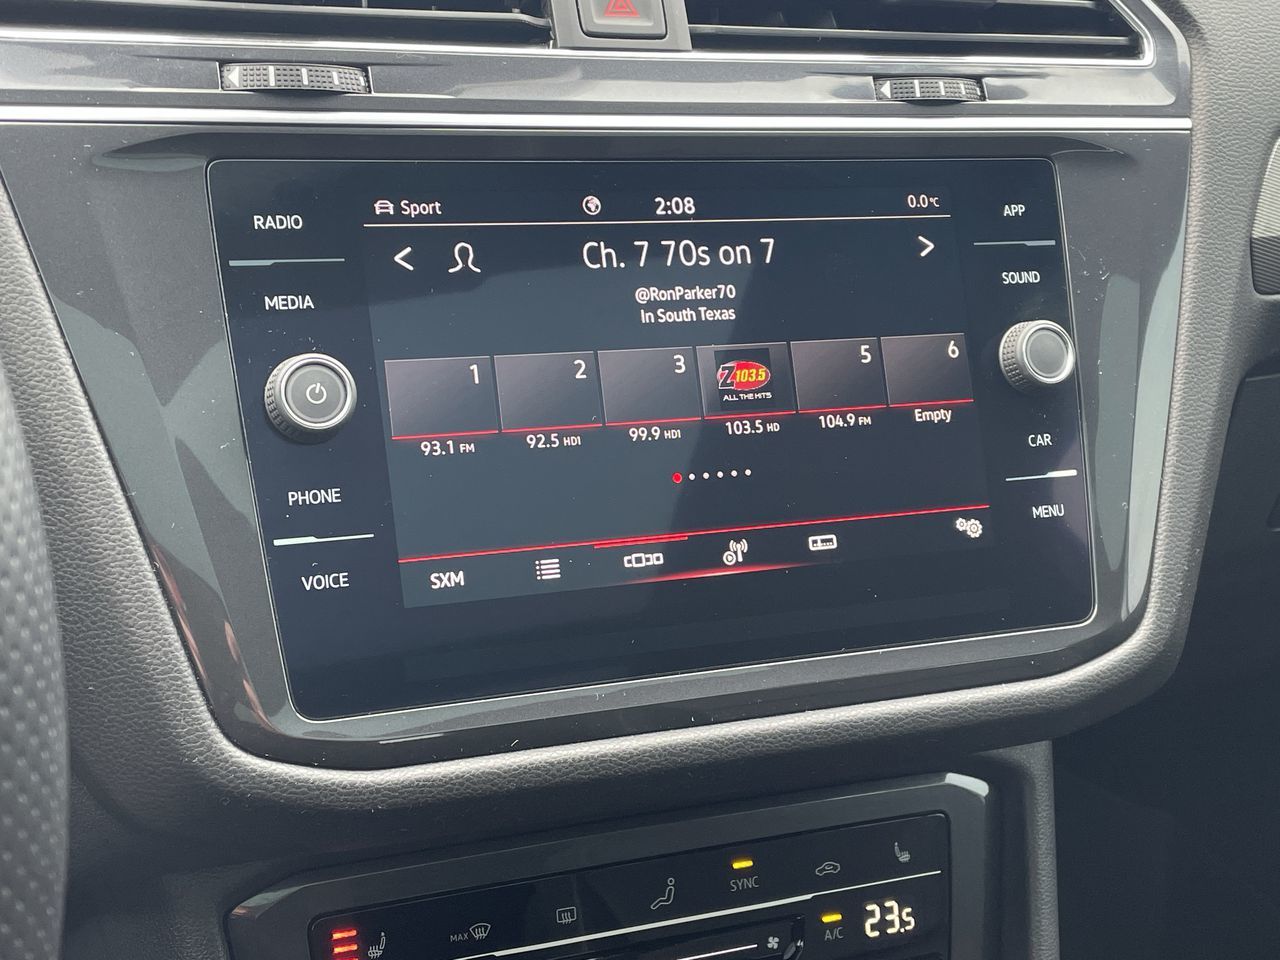 RADIO
MEDIA
PHONE
VOICE
Sport
2:08
0.0°C
Ch. 7 70s on 7
@RonParker70
In South Texas
1
2
3
5
6
Z103.5
ALL THE HITS
93.1 FM
92.5 HD1
99.9 HD1
103.5 HD
104.9 FM
Empty
SXM
APP
SOUND
CAR
MENU
MAX
SYNC
A/C
23.5